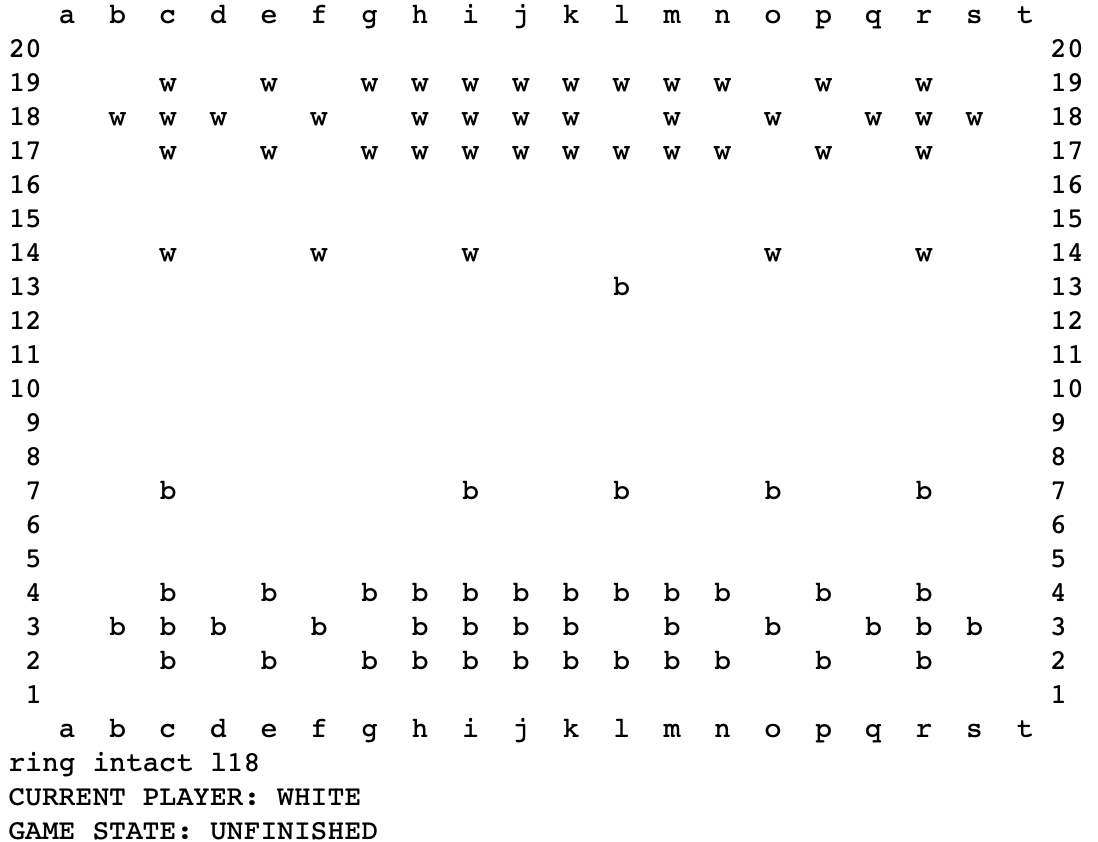 a  b  c  d  e  f  g  h  i  j  k  l  m  n  o  p  q  r  s  t
20                                                              20
19       w     w     w  w  w  w  w  w  w  w     w     w         19
18    w  w  w     w     w  w  w  w     w     w     w  w  w      18
17       w     w     w  w  w  w  w  w  w  w     w     w         17
16                                                              16
15                                                              15
14       w        w        w                 w        w         14
13                                  b                           13
12                                                              12
11                                                              11
10                                                              10
 9                                                              9
 8                                                              8
 7       b                 b        b        b        b         7
 6                                                              6
 5                                                              5
 4       b     b     b  b  b  b  b  b  b  b     b     b         4
 3    b  b  b     b     b  b  b  b     b     b     b  b  b      3
 2       b     b     b  b  b  b  b  b  b  b     b     b         2
 1                                                              1
   a  b  c  d  e  f  g  h  i  j  k  l  m  n  o  p  q  r  s  t
ring intact l18
CURRENT PLAYER: WHITE
GAME STATE: UNFINISHED